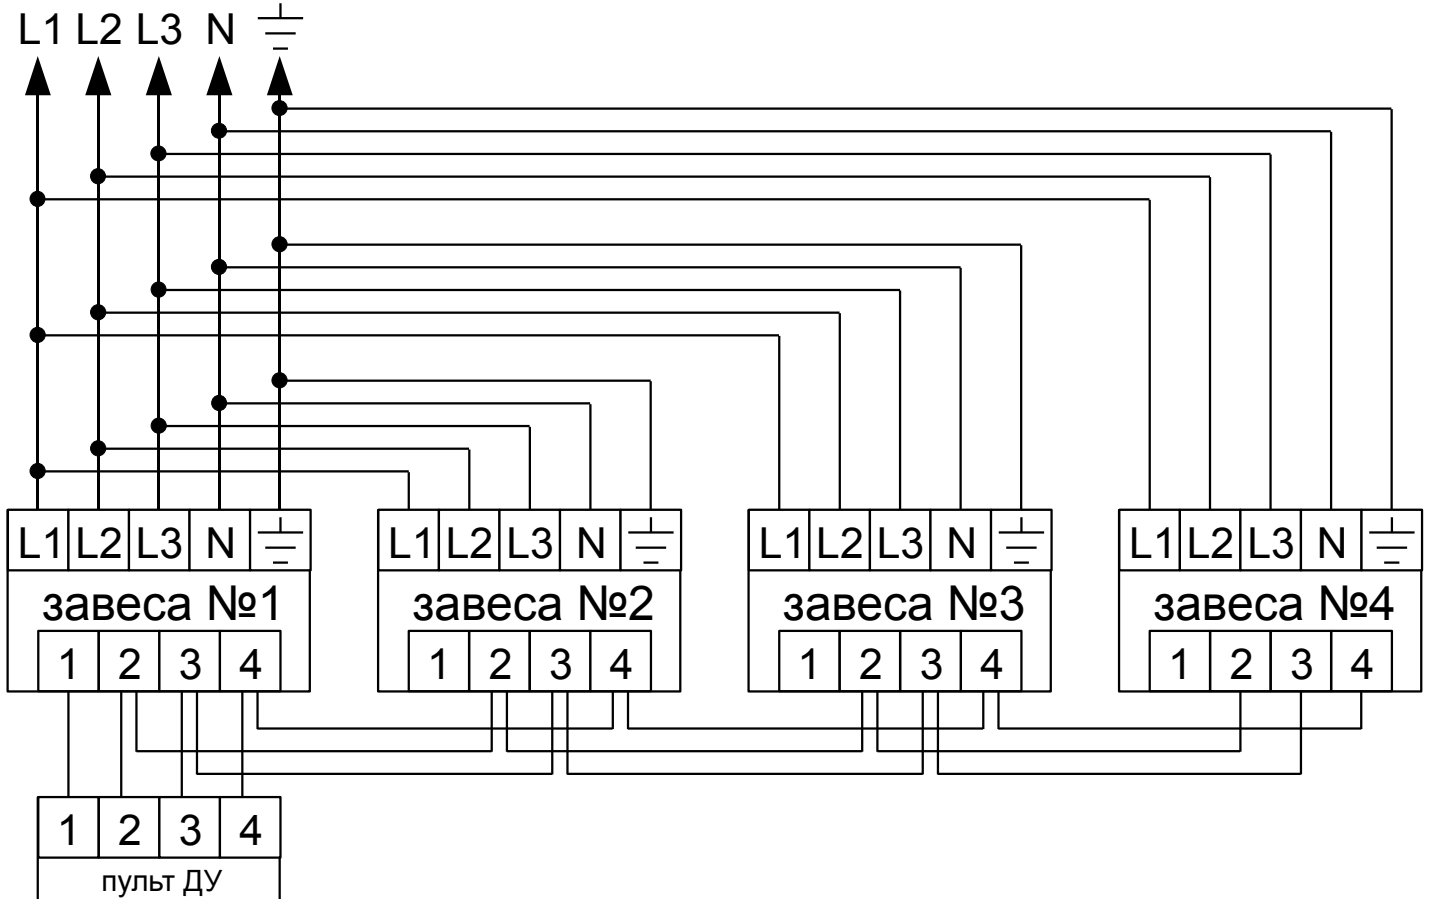 L1 L2 L3 N
L1 L2 L3 N L1 L2 L3 N L1 L2 L3 N L1 L2 L3 N
завеса №1 завеса №2 завеса №3 завеса №4
1 2 3 4 1 2 3 4 1 2 3 4 1 2 3 4
1 2 3 4
пульт ДУ